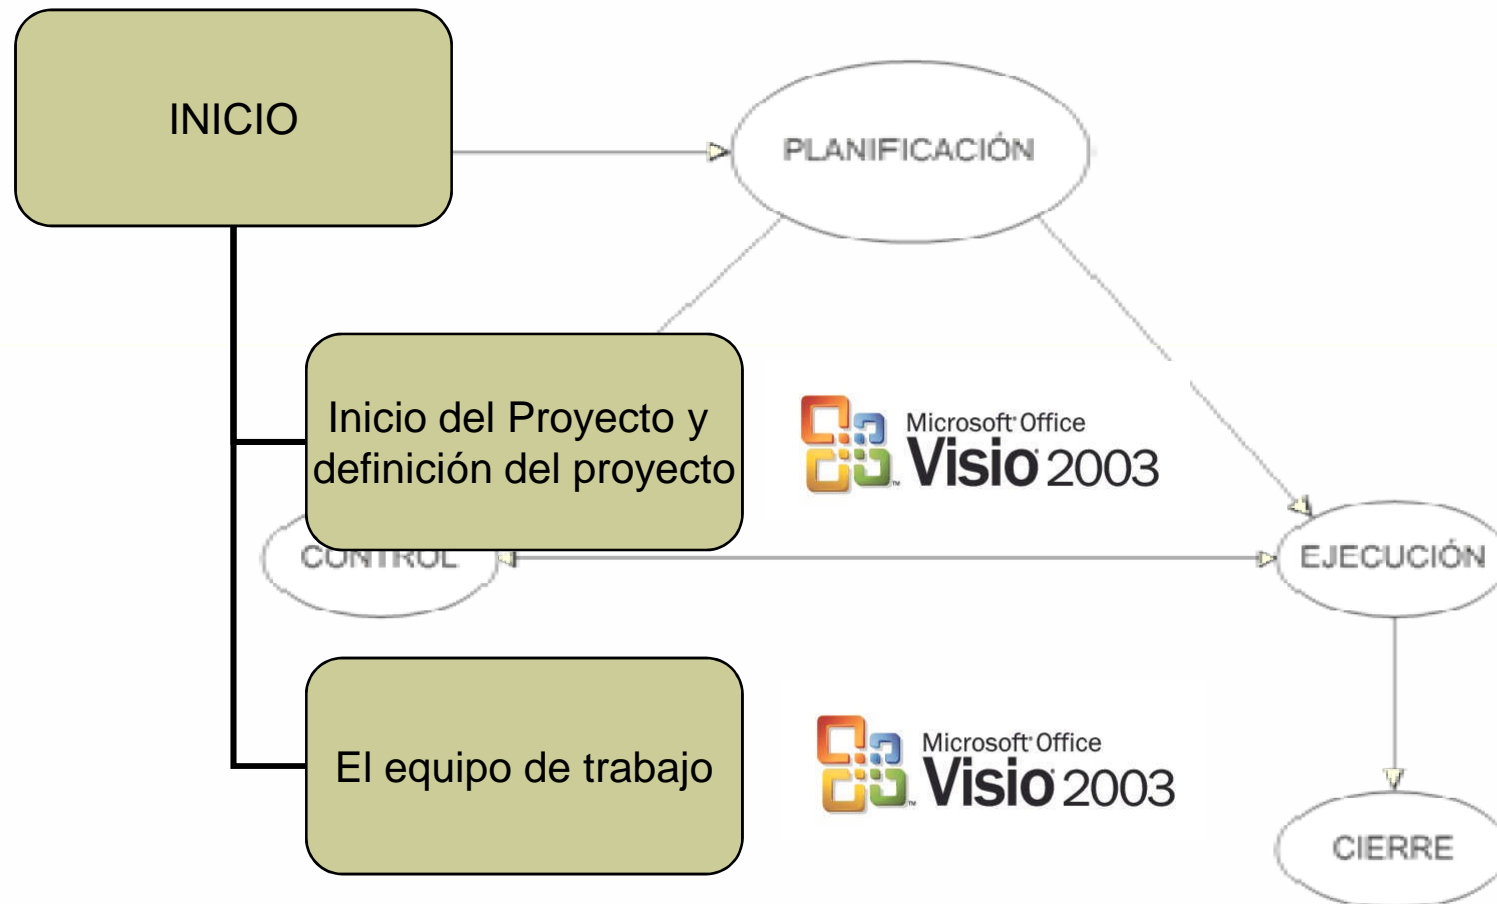 INICIO
PLANIFICACIÓN
Inicio del Proyecto y
definición del proyecto
Microsoft Office
Visio 2003
CONTROL
EJECUCIÓN
El equipo de trabajo
Microsoft Office
Visio 2003
CIERRE